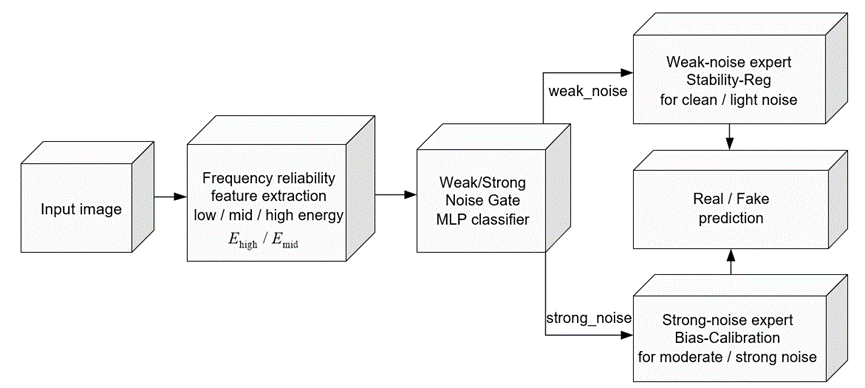 Input image
Frequency reliability
feature extraction
low / mid / high energy
E_high / E_mid
Weak/Strong
Noise Gate
MLP classifier
weak_noise
strong_noise
Weak-noise expert
Stability-Reg
for clean / light noise
Real / Fake
prediction
Strong-noise expert
Bias-Calibration
for moderate / strong noise